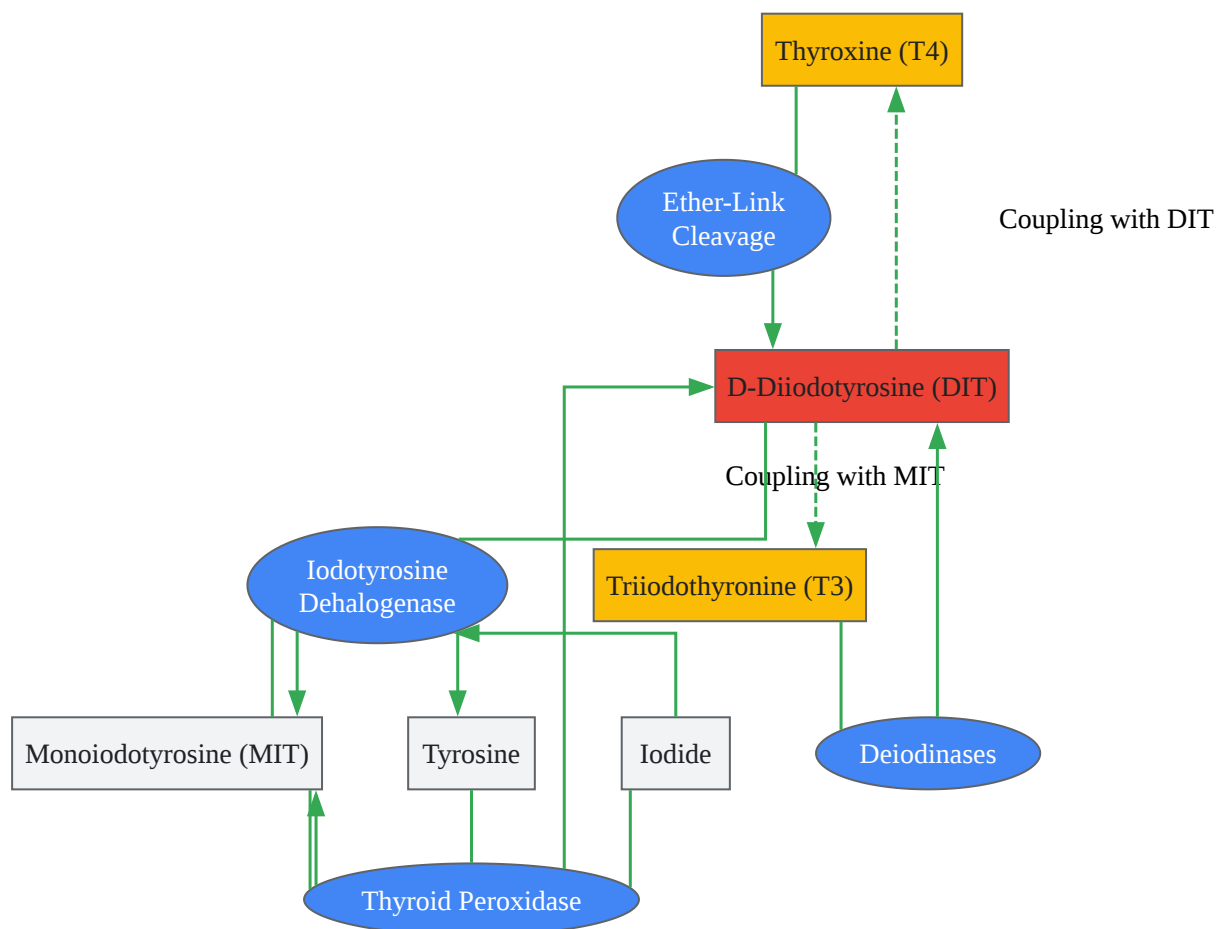 Thyroxine (T4)
Ether-Link
Cleavage
Coupling with DIT
D-Diiodotyrosine (DIT)
Coupling with MIT
Iodotyrosine
Dehalogenase
Triiodothyronine (T3)
Monoiodotyrosine (MIT)
Tyrosine
Iodide
Deiodinases
Thyroid Peroxidase